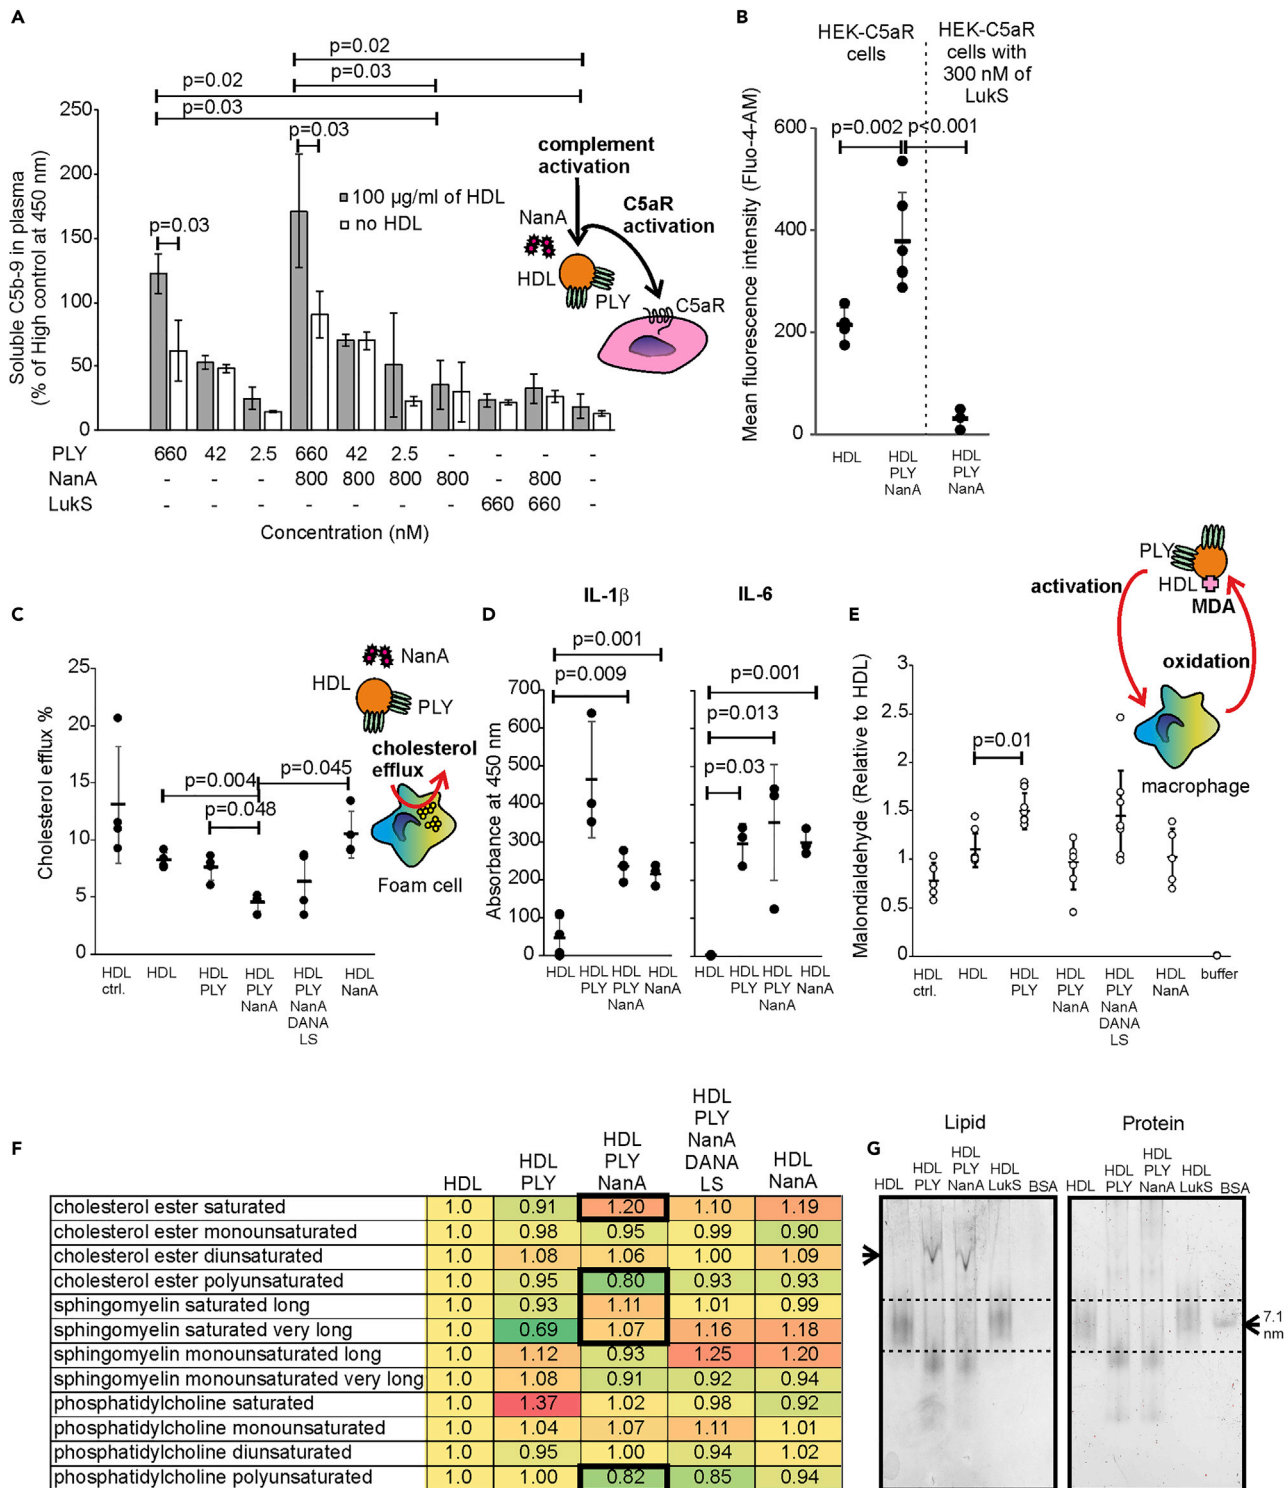 A
p=0.02
p=0.03
p=0.02
p=0.03
p=0.03
p=0.03
250
200
150
100
50
0
Soluble C5b-9 in plasma
(% of High control at 450 nm)
100 µg/ml of HDL
no HDL
complement
activation
C5aR
activation
NanA
HDL
PLY
C5aR
PLY 660 42 2.5 660 42 2.5 - - - -
NanA - - - 800 800 800 800 - 800 -
LukS - - - - - - - 660 660 -
Concentration (nM)
B
HEK-C5aR
cells
HEK-C5aR
cells with
300 nM of
LukS
p=0.002
p<0.001
600
400
200
0
Mean fluorescence intensity (Fluo-4-AM)
HDL
HDL
PLY
NanA
HDL
PLY
NanA
C
25
20
15
10
5
0
Cholesterol efflux %
p=0.004
p=0.045
p=0.048
NanA
HDL
PLY
cholesterol
efflux
Foam cell
HDL
ctrl.
HDL
HDL
PLY
HDL
PLY
NanA
HDL
PLY
NanA
DANA
LS
HDL
NanA
D
IL-1β
IL-6
p=0.001
p=0.009
p=0.001
p=0.013
p=0.03
700
600
500
400
300
200
100
0
Absorbance at 450 nm
HDL
HDL
PLY
HDL
PLY
NanA
HDL
NanA
HDL
HDL
PLY
HDL
PLY
NanA
HDL
NanA
E
PLY
HDL
MDA
activation
oxidation
macrophage
p=0.01
3
2.5
2
1.5
1
0.5
0
Malondialdehyde (Relative to HDL)
HDL
ctrl.
HDL
HDL
PLY
HDL
PLY
NanA
HDL
PLY
NanA
DANA
LS
HDL
NanA
buffer
F
HDL
HDL
PLY
HDL
PLY
NanA
HDL
PLY
NanA
DANA
LS
HDL
NanA
cholesterol ester saturated 1.0 0.91 1.20 1.10 1.19
cholesterol ester monounsaturated 1.0 0.98 0.95 0.99 0.90
cholesterol ester diunsaturated 1.0 1.08 1.06 1.00 1.09
cholesterol ester polyunsaturated 1.0 0.95 0.80 0.93 0.93
sphingomyelin saturated long 1.0 0.93 1.11 1.01 0.99
sphingomyelin saturated very long 1.0 0.69 1.07 1.16 1.18
sphingomyelin monounsaturated long 1.0 1.12 0.93 1.25 1.20
sphingomyelin monounsaturated very long 1.0 1.08 0.91 0.92 0.94
phosphatidylcholine saturated 1.0 1.37 1.02 0.98 0.92
phosphatidylcholine monounsaturated 1.0 1.04 1.07 1.11 1.01
phosphatidylcholine diunsaturated 1.0 0.95 1.00 0.94 1.02
phosphatidylcholine polyunsaturated 1.0 1.00 0.82 0.85 0.94
G
Lipid
Protein
HDL
HDL
PLY
HDL
PLY
NanA
HDL
LukS
BSA
HDL
HDL
PLY
HDL
PLY
NanA
HDL
LukS
BSA
7.1
nm